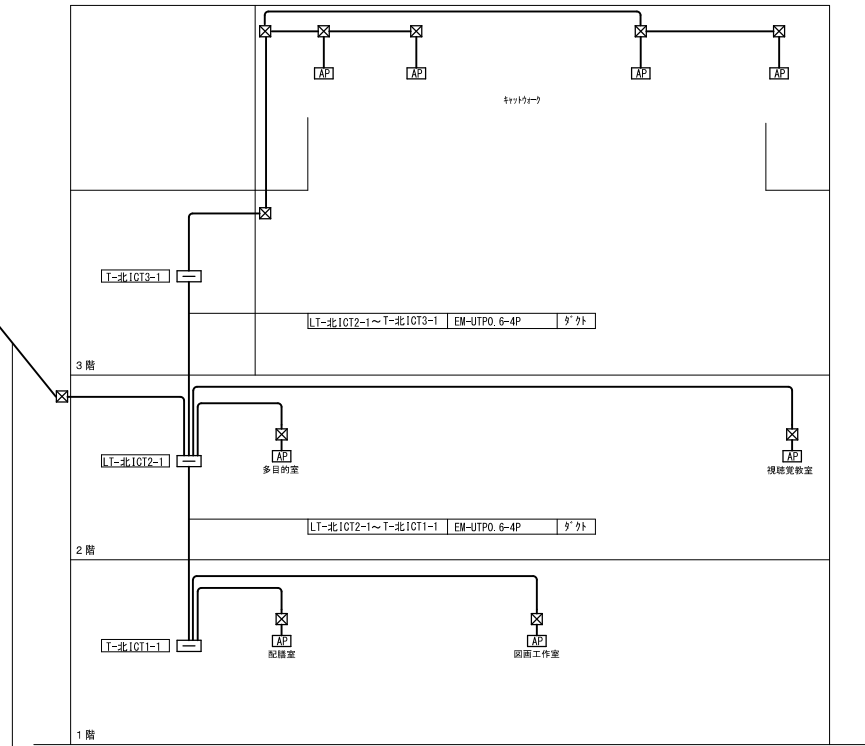 AP AP AP AP
ｷｬｯﾄｳｫｰｸ
T-北ICT3-1
LT-北ICT2-1～T-北ICT3-1 EM-UTP0.6-4P ﾀﾞｸﾄ
3階
LT-北ICT2-1
AP AP
多目的室 視聴覚教室
LT-北ICT2-1～T-北ICT1-1 EM-UTP0.6-4P ﾀﾞｸﾄ
2階
T-北ICT1-1
AP AP
配膳室 図画工作室
1階